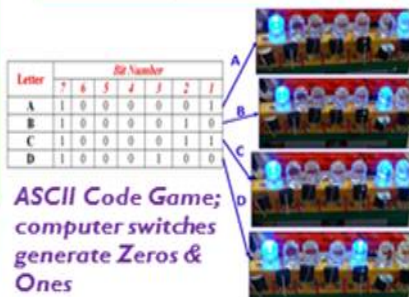 Letter Bit Number
7 6 5 4 3 2 1
A 1 0 0 0 0 0 1
B 1 0 0 0 0 1 0
C 1 0 0 0 0 1 1
D 1 0 0 0 1 0 0
A
B
C
D
ASCII Code Game;
computer switches
generate Zeros &
Ones